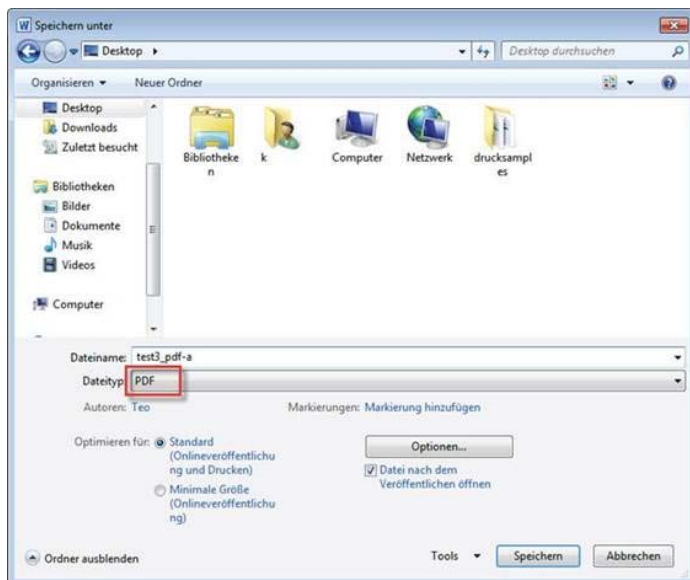 Speichern unter
Desktop
Desktop durchsuchen
Organisieren Neuer Ordner
Desktop
Downloads
Zuletzt besucht
Bibliotheken
Bilder
Dokumente
Musik
Videos
Computer
Bibliotheke
n
k
Computer
Netzwerk
drucksampl
es
Dateiname: test3_pdf-a
Dateityp: PDF
Autoren: Teo Markierungen: Markierung hinzufügen
Optimieren für: Standard
(Onlineveröffentlichu
ng und Drucken)
Minimale Größe
(Onlineveröffentlichu
ng)
Optionen...
Datei nach dem
Veröffentlichen öffnen
Ordner ausblenden Tools Speichern Abbrechen